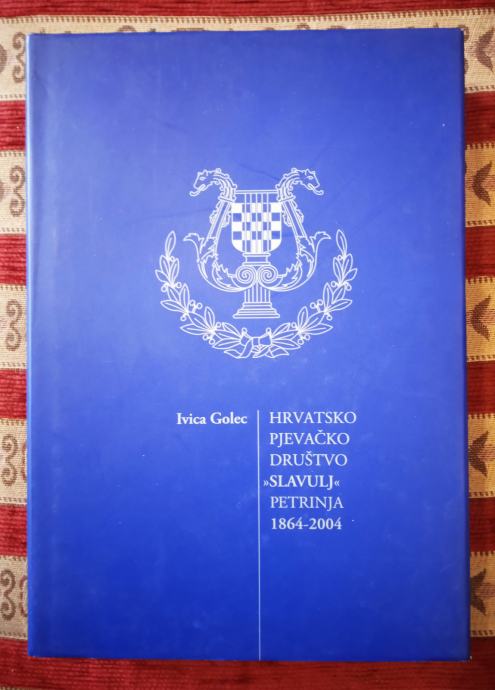 Ivica Golec
HRVATSKO
PJEVAČKO
DRUŠTVO
»SLAVULJ«
PETRINJA
1864-2004